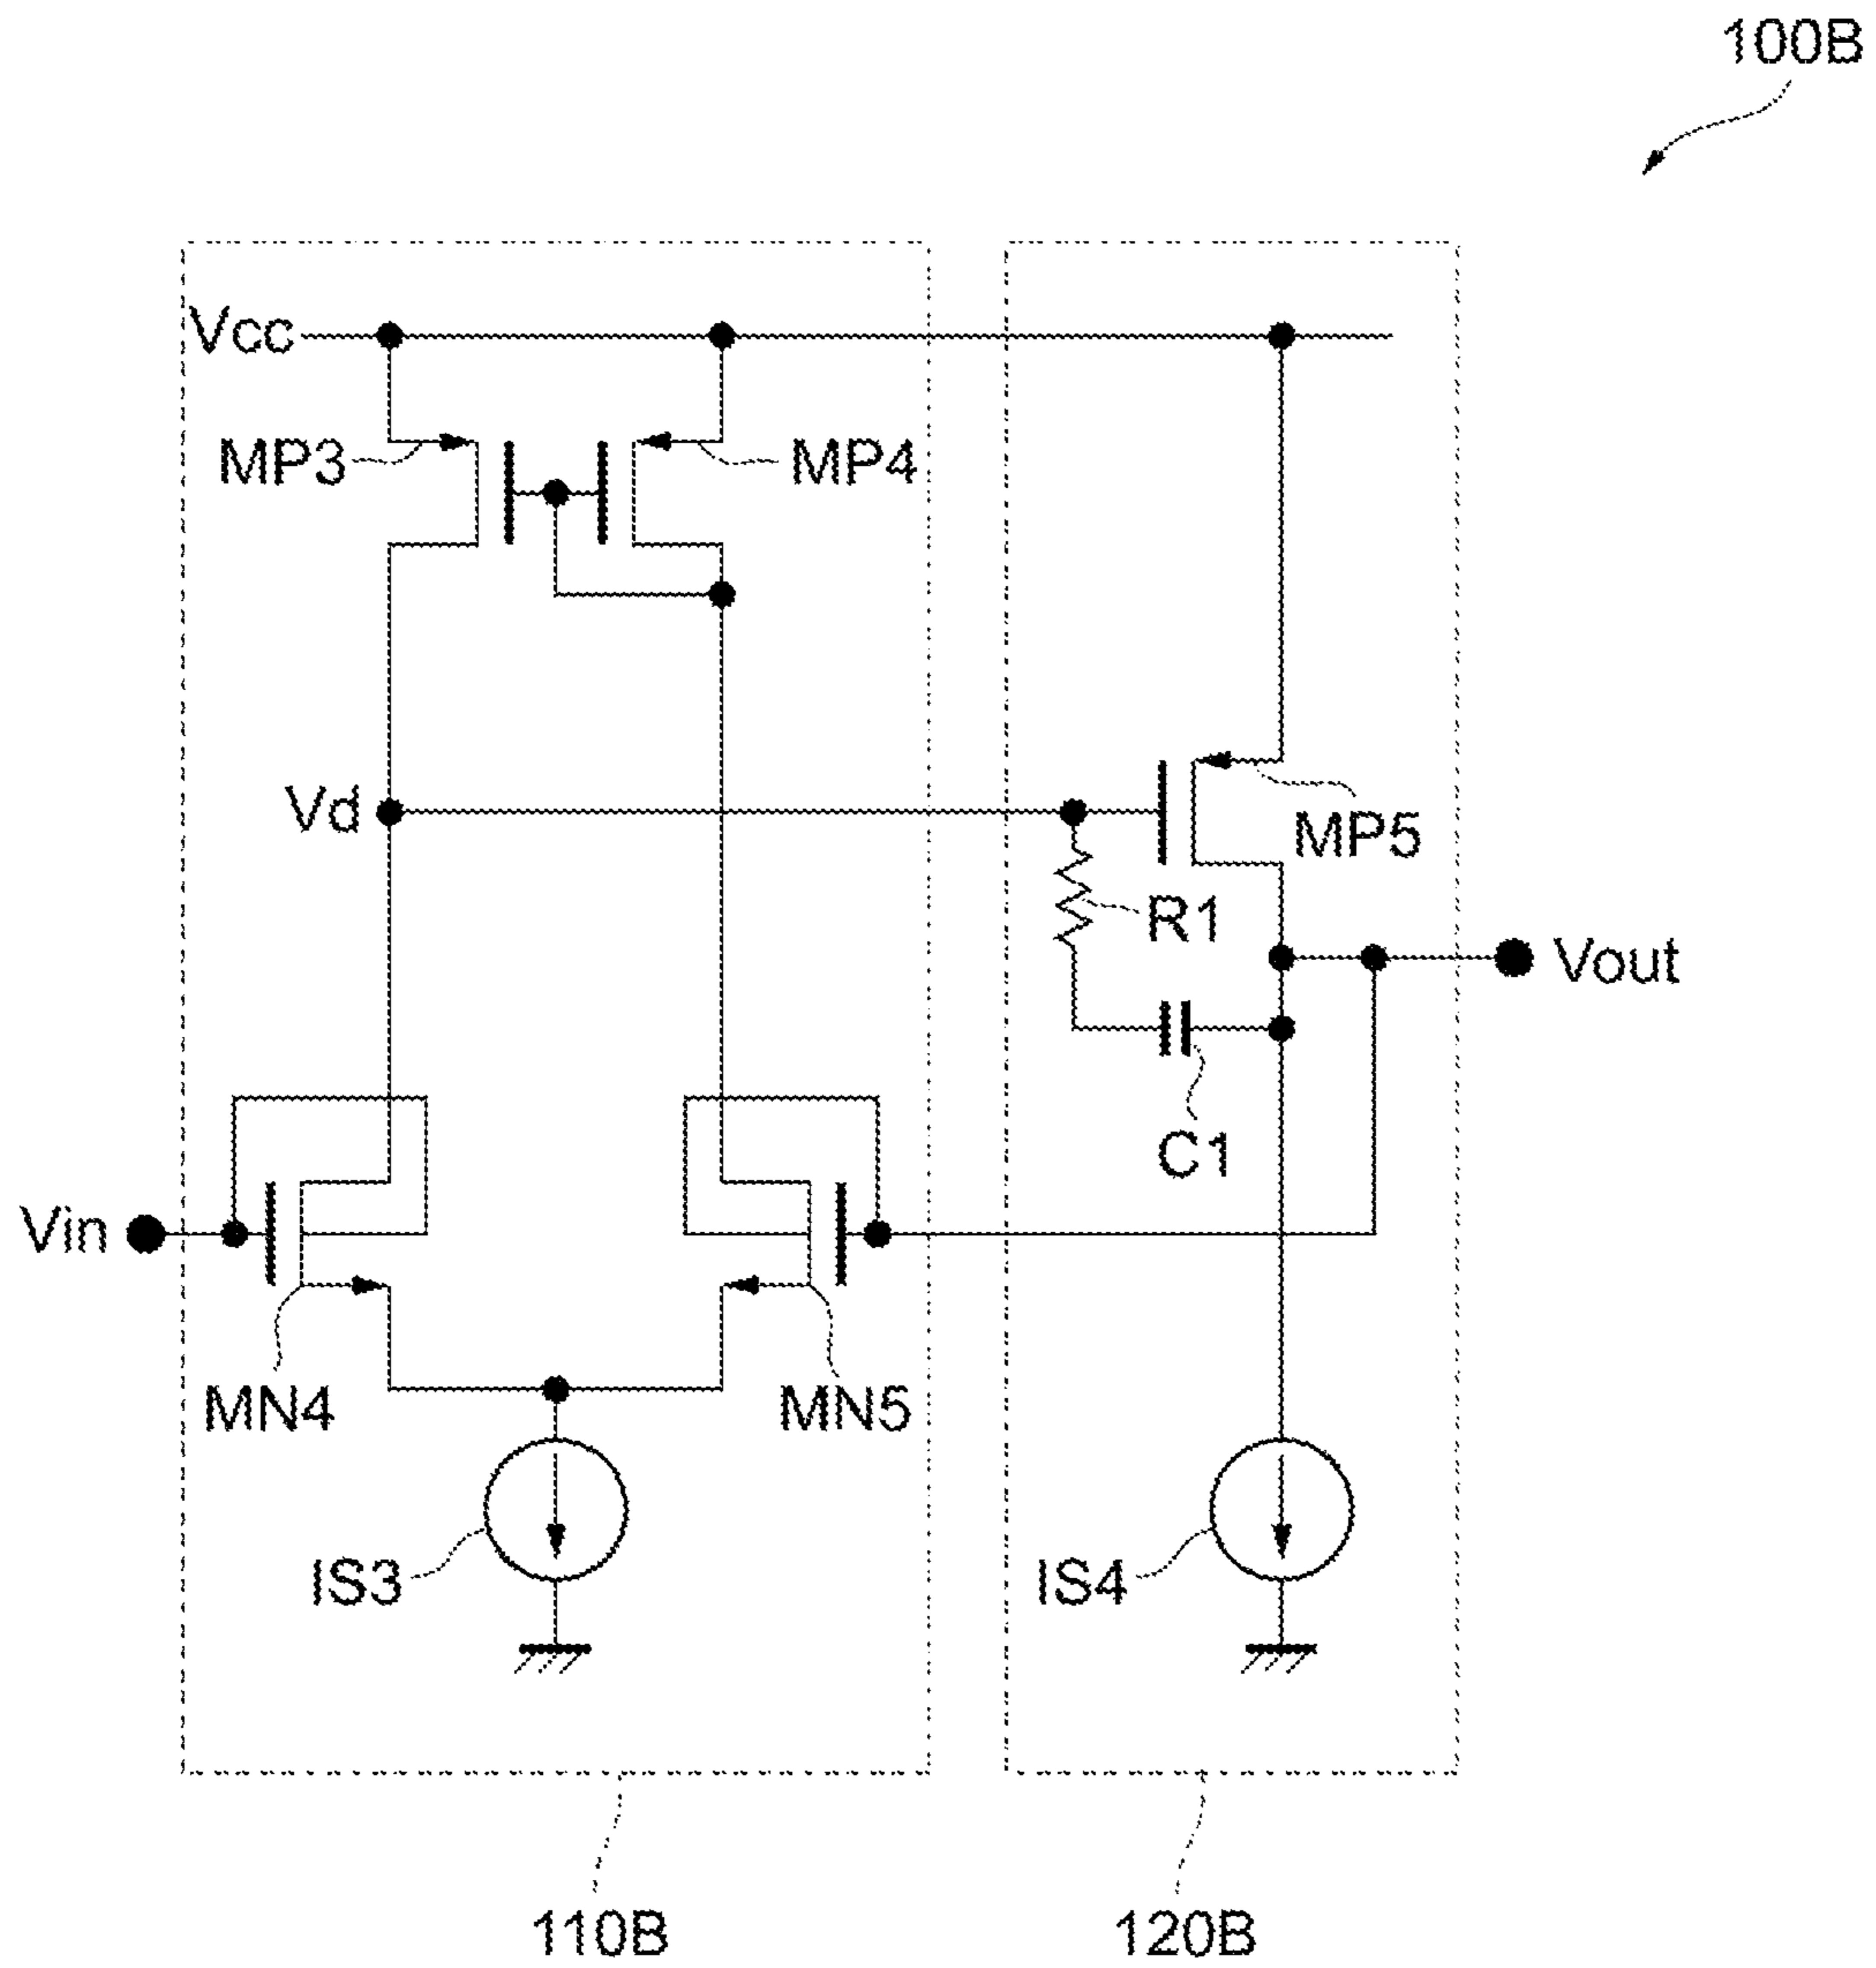 100B
Vcc
MP3
MP4
Vd
MP5
R1
Vout
C1
Vin
MN4
MN5
IS3
IS4
110B
120B